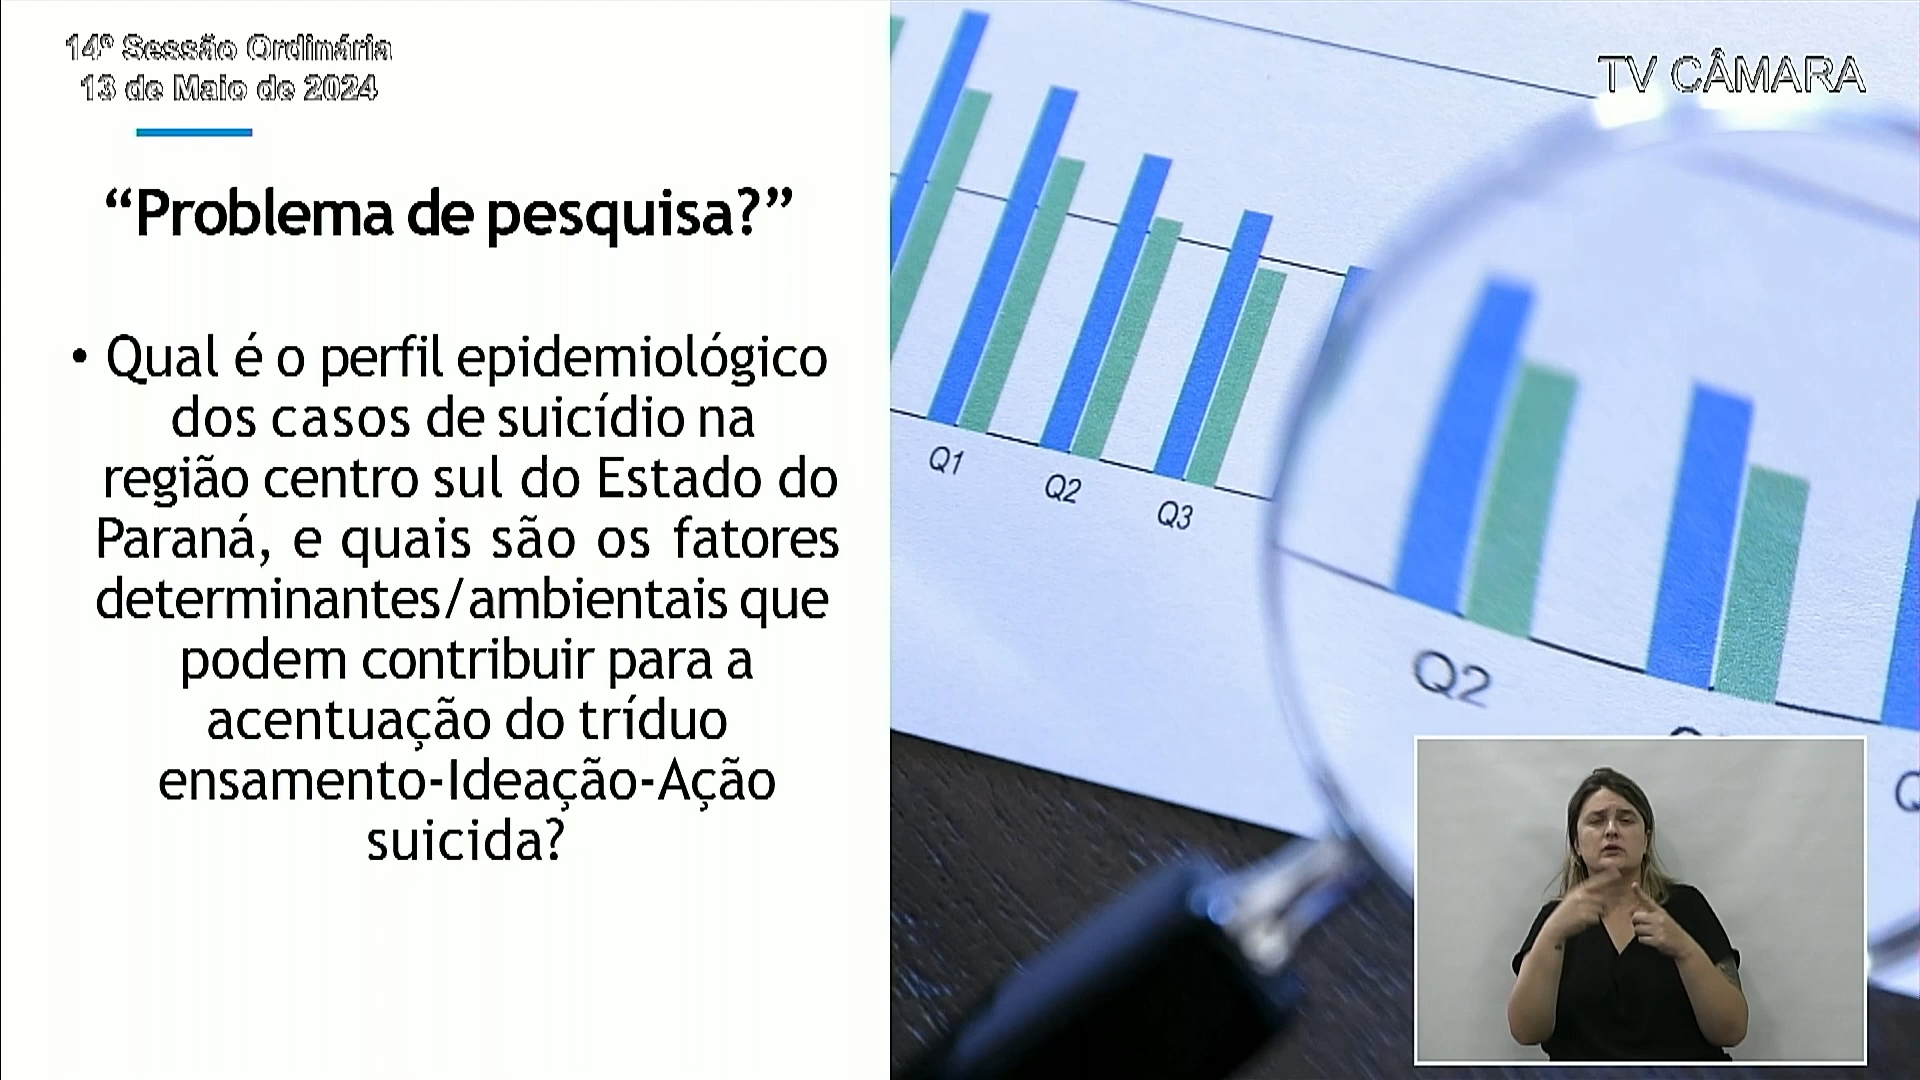 14º Sessão Ordinária
13 de Maio de 2024
TV CÂMARA
“Problema de pesquisa?”
• Qual é o perfil epidemiológico
dos casos de suicídio na
região centro sul do Estado do
Paraná, e quais são os fatores
determinantes/ambientais que
podem contribuir para a
acentuação do tríduo
ensamento-Ideação-Ação
suicida?
Q1
Q2
Q3
Q2